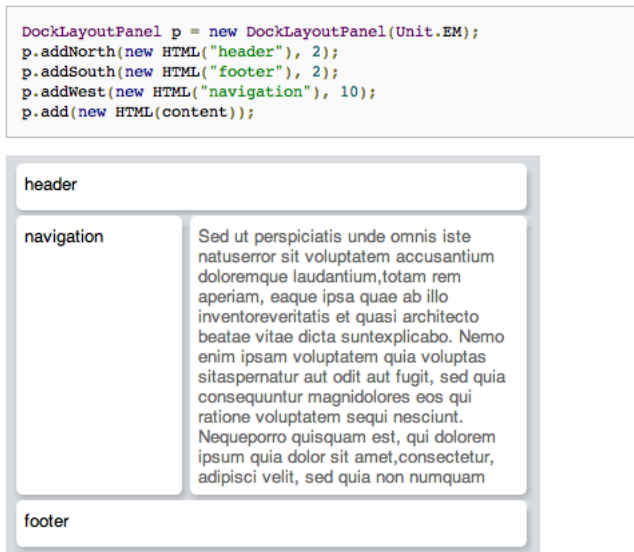 DockLayoutPanel p = new DockLayoutPanel(Unit.EM);
p.addNorth(new HTML("header"), 2);
p.addSouth(new HTML("footer"), 2);
p.addWest(new HTML("navigation"), 10);
p.add(new HTML(content));
header
navigation
Sed ut perspiciatis unde omnis iste
natuserror sit voluptatem accusantium
doloremque laudantium,totam rem
aperiam, eaque ipsa quae ab illo
inventoreveritatis et quasi architecto
beatae vitae dicta suntexplicabo. Nemo
enim ipsam voluptatem quia voluptas
sitaspernatur aut odit aut fugit, sed quia
consequuntur magnidolores eos qui
ratione voluptatem sequi nesciunt.
Nequeporro quisquam est, qui dolorem
ipsum quia dolor sit amet,consectetur,
adipisci velit, sed quia non numquam
footer